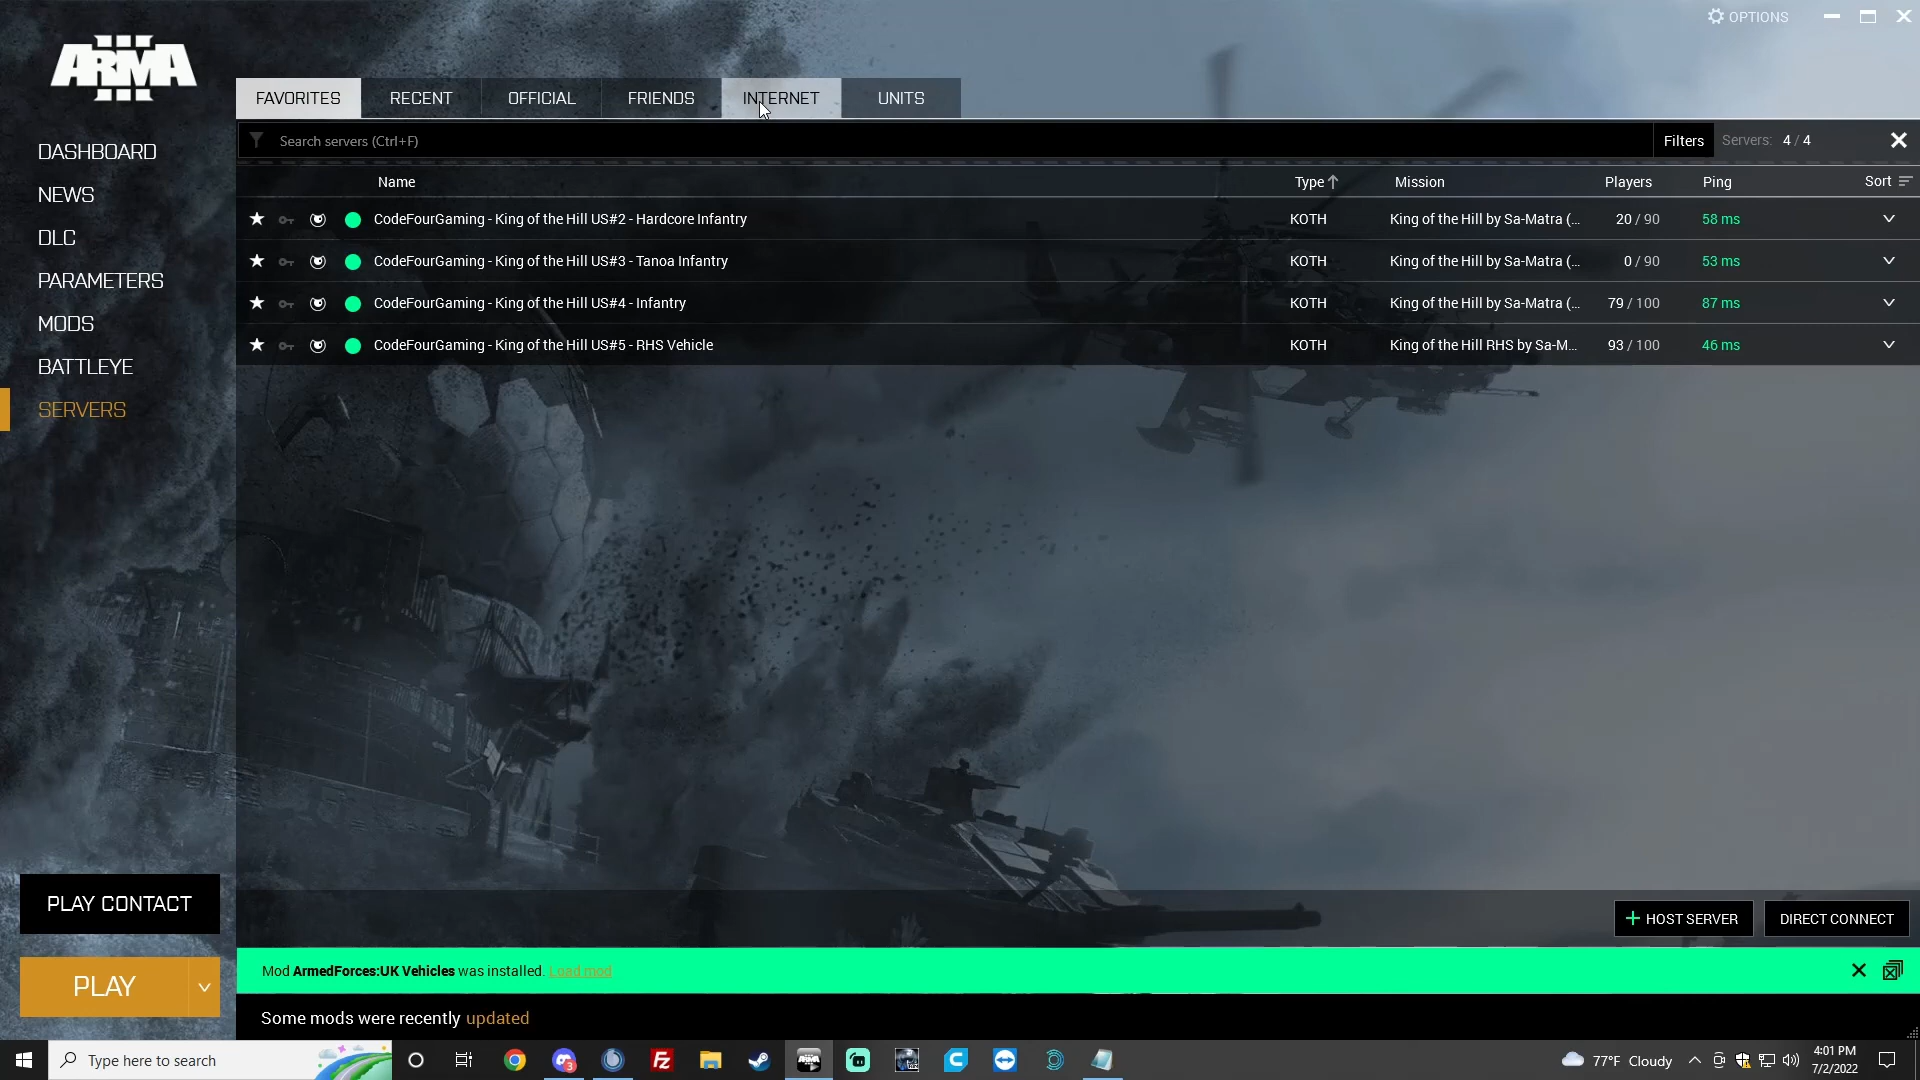 OPTIONS
ARMA III
FAVORITES RECENT OFFICIAL FRIENDS INTERNET UNITS
Search servers (Ctrl+F) Filters Servers: 4 / 4
DASHBOARD
NEWS
DLC
PARAMETERS
MODS
BATTLEYE
SERVERS
Name Type Mission Players Ping Sort
CodeFourGaming - King of the Hill US#2 - Hardcore Infantry KOTH King of the Hill by Sa-Matra (... 20 / 90 58 ms
CodeFourGaming - King of the Hill US#3 - Tanoa Infantry KOTH King of the Hill by Sa-Matra (... 0 / 90 53 ms
CodeFourGaming - King of the Hill US#4 - Infantry KOTH King of the Hill by Sa-Matra (... 79 / 100 87 ms
CodeFourGaming - King of the Hill US#5 - RHS Vehicle KOTH King of the Hill RHS by Sa-M... 93 / 100 46 ms
PLAY CONTACT
PLAY
HOST SERVER DIRECT CONNECT
Mod ArmedForces:UK Vehicles was installed. Load mod
Some mods were recently updated
Type here to search
3
77°F Cloudy
4:01 PM
7/2/2022